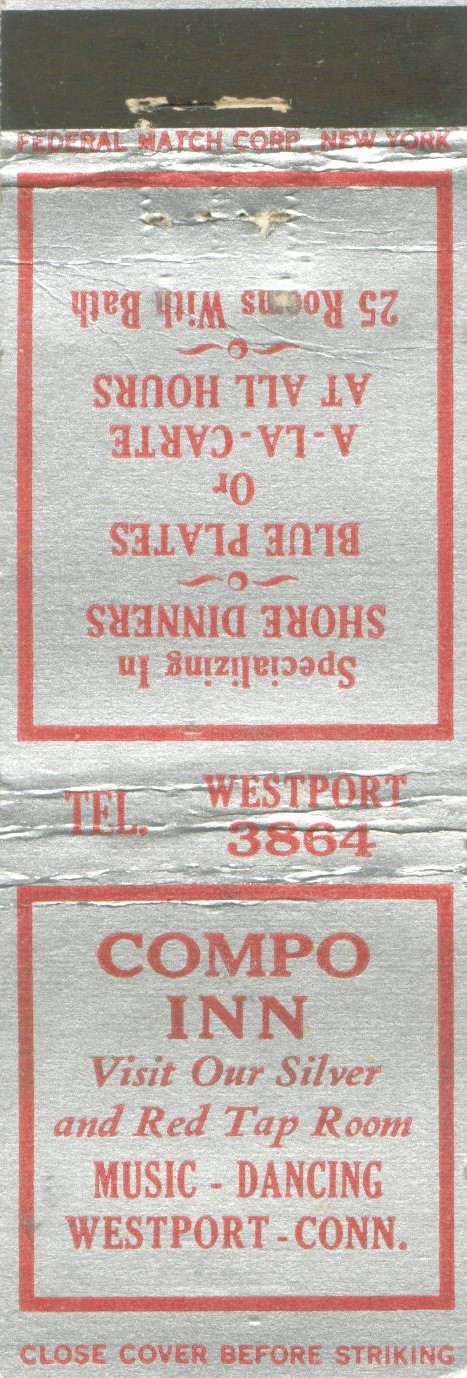 FEDERAL MATCH CORP., NEW YORK
Specializing In
SHORE DINNERS
BLUE PLATES
Or
A-LA-CARTE
AT ALL HOURS
25 Rooms With Bath
TEL. WESTPORT
3864
COMPO
INN
Visit Our Silver
and Red Tap Room
MUSIC - DANCING
WESTPORT - CONN.
CLOSE COVER BEFORE STRIKING